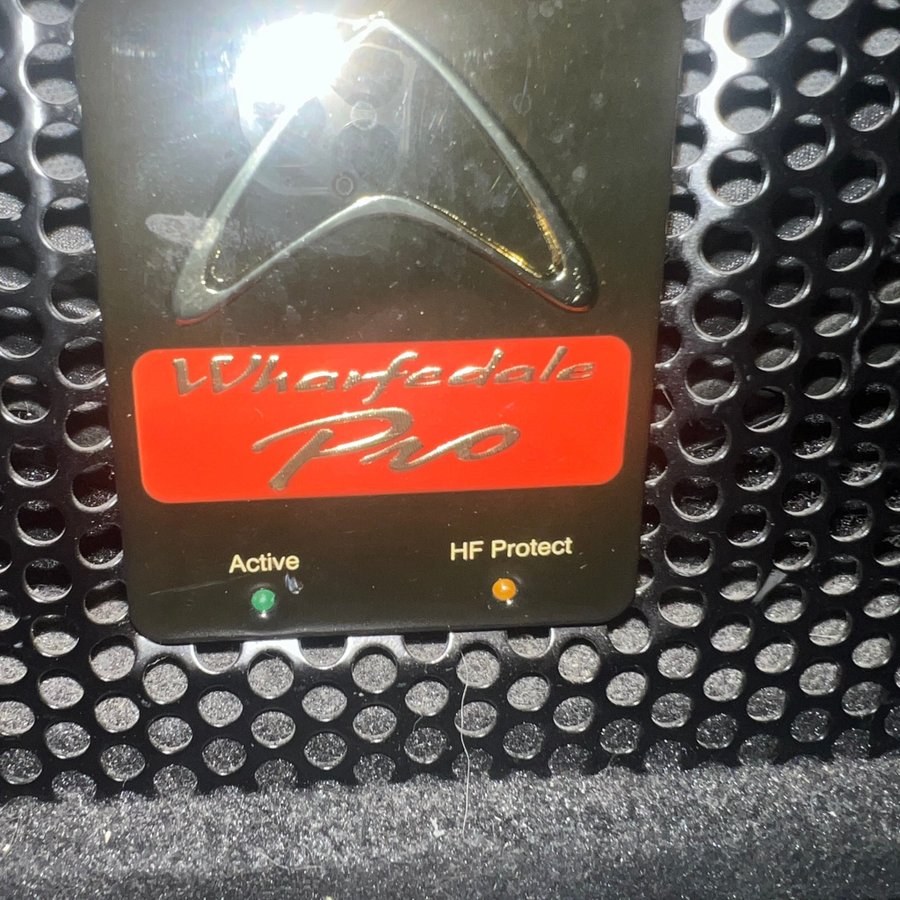 Wharfedale
Pro
Active
HF Protect